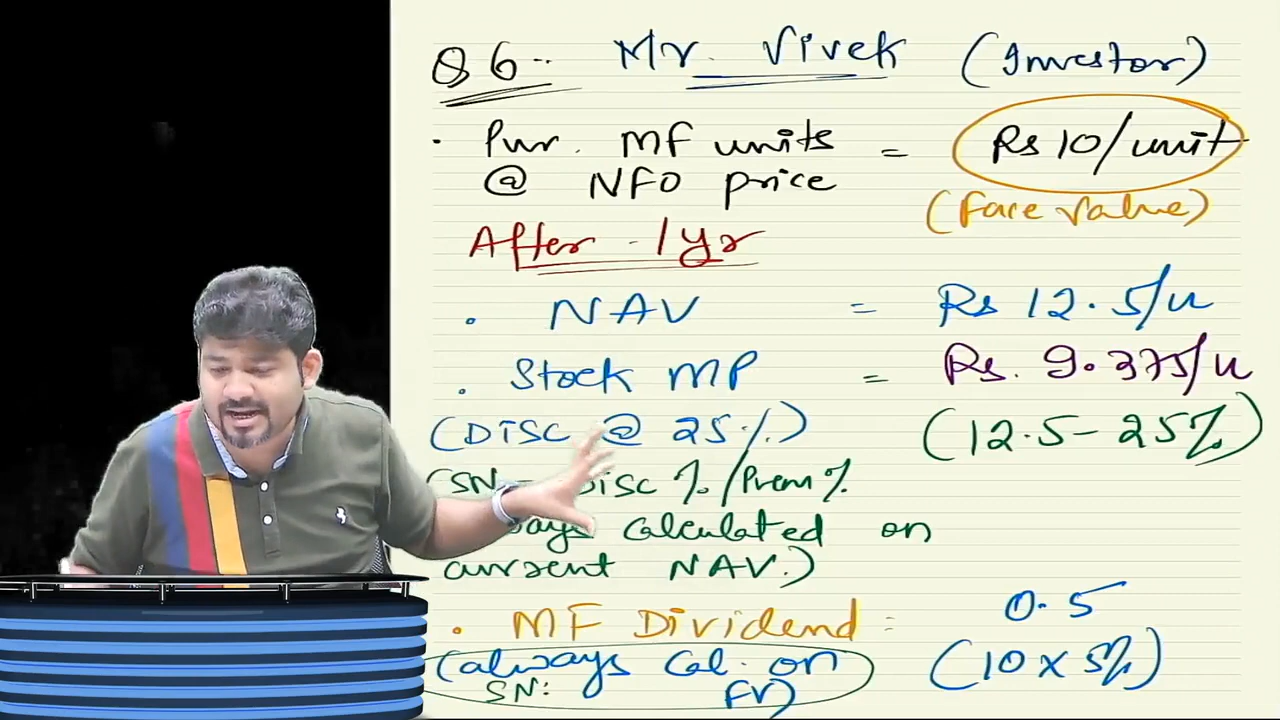 Q6.. Mr. Vivek (Investor)
• Pur. MF units = Rs 10/unit
@ NFO price
(Face value)
After - 1yr
• NAV = Rs 12.5/u
• Stock MP = Rs. 9.375/u
(Disc @ 25%) (12.5 - 25%)
(SN - Disc %/Prem %
calculated on
current NAV.)
• MF Dividend = 0.5
(always Cal. on (10 x 5%)
SN: FV)